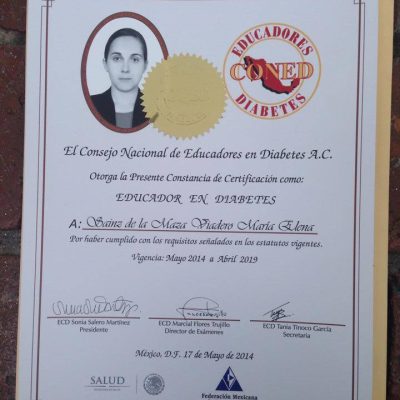 EDUCADORES
CONED
DIABETES
El Consejo Nacional de Educadores en Diabetes A.C.
Otorga la Presente Constancia de Certificación como:
EDUCADOR EN DIABETES
A: Sainz de la Maza Viadero María Elena
Por haber cumplido con los requisitos señalados en los estatutos vigentes.
Vigencia: Mayo 2014 a Abril 2019
ECD Sonia Salero Martínez
Presidente
ECD Marcial Flores Trujillo
Director de Exámenes
ECD Tania Tinoco García
Secretaria
México, D.F. 17 de Mayo de 2014
SALUD
Federación Mexicana